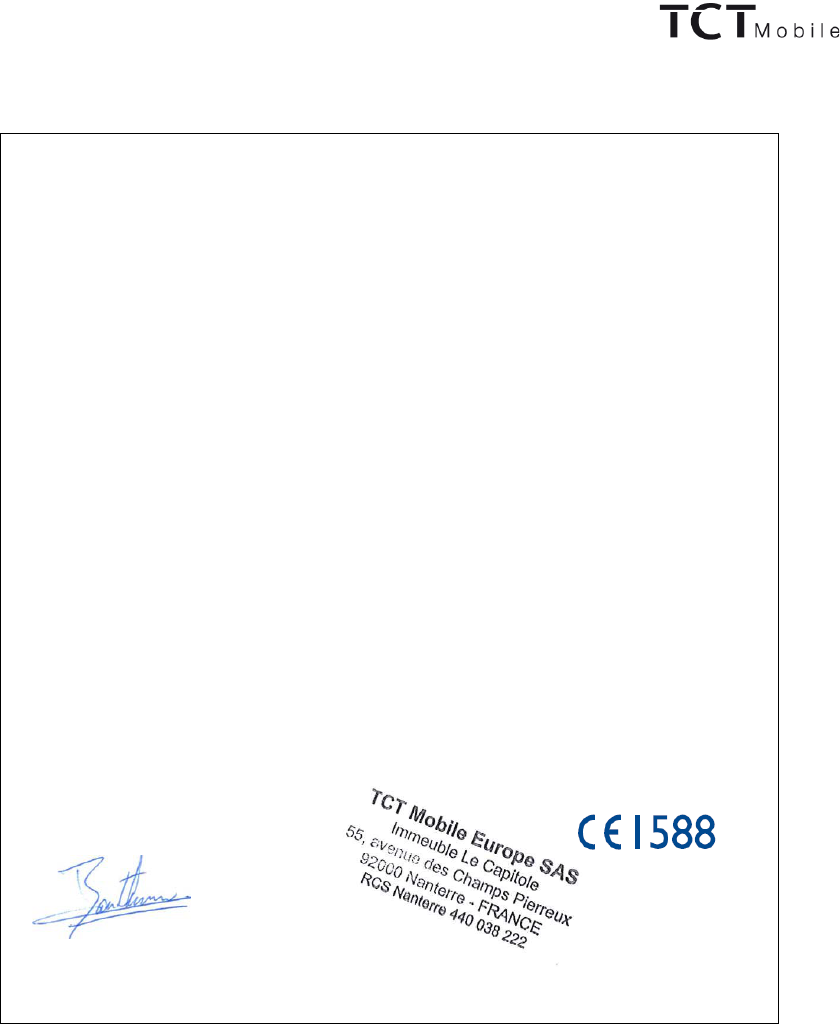 TCT Mobile
TCT Mobile Europe SAS
Immeuble Le Capitole
55, avenue des Champs Pierreux
92000 Nanterre - FRANCE
RCS Nanterre 440 038 222
CE1588